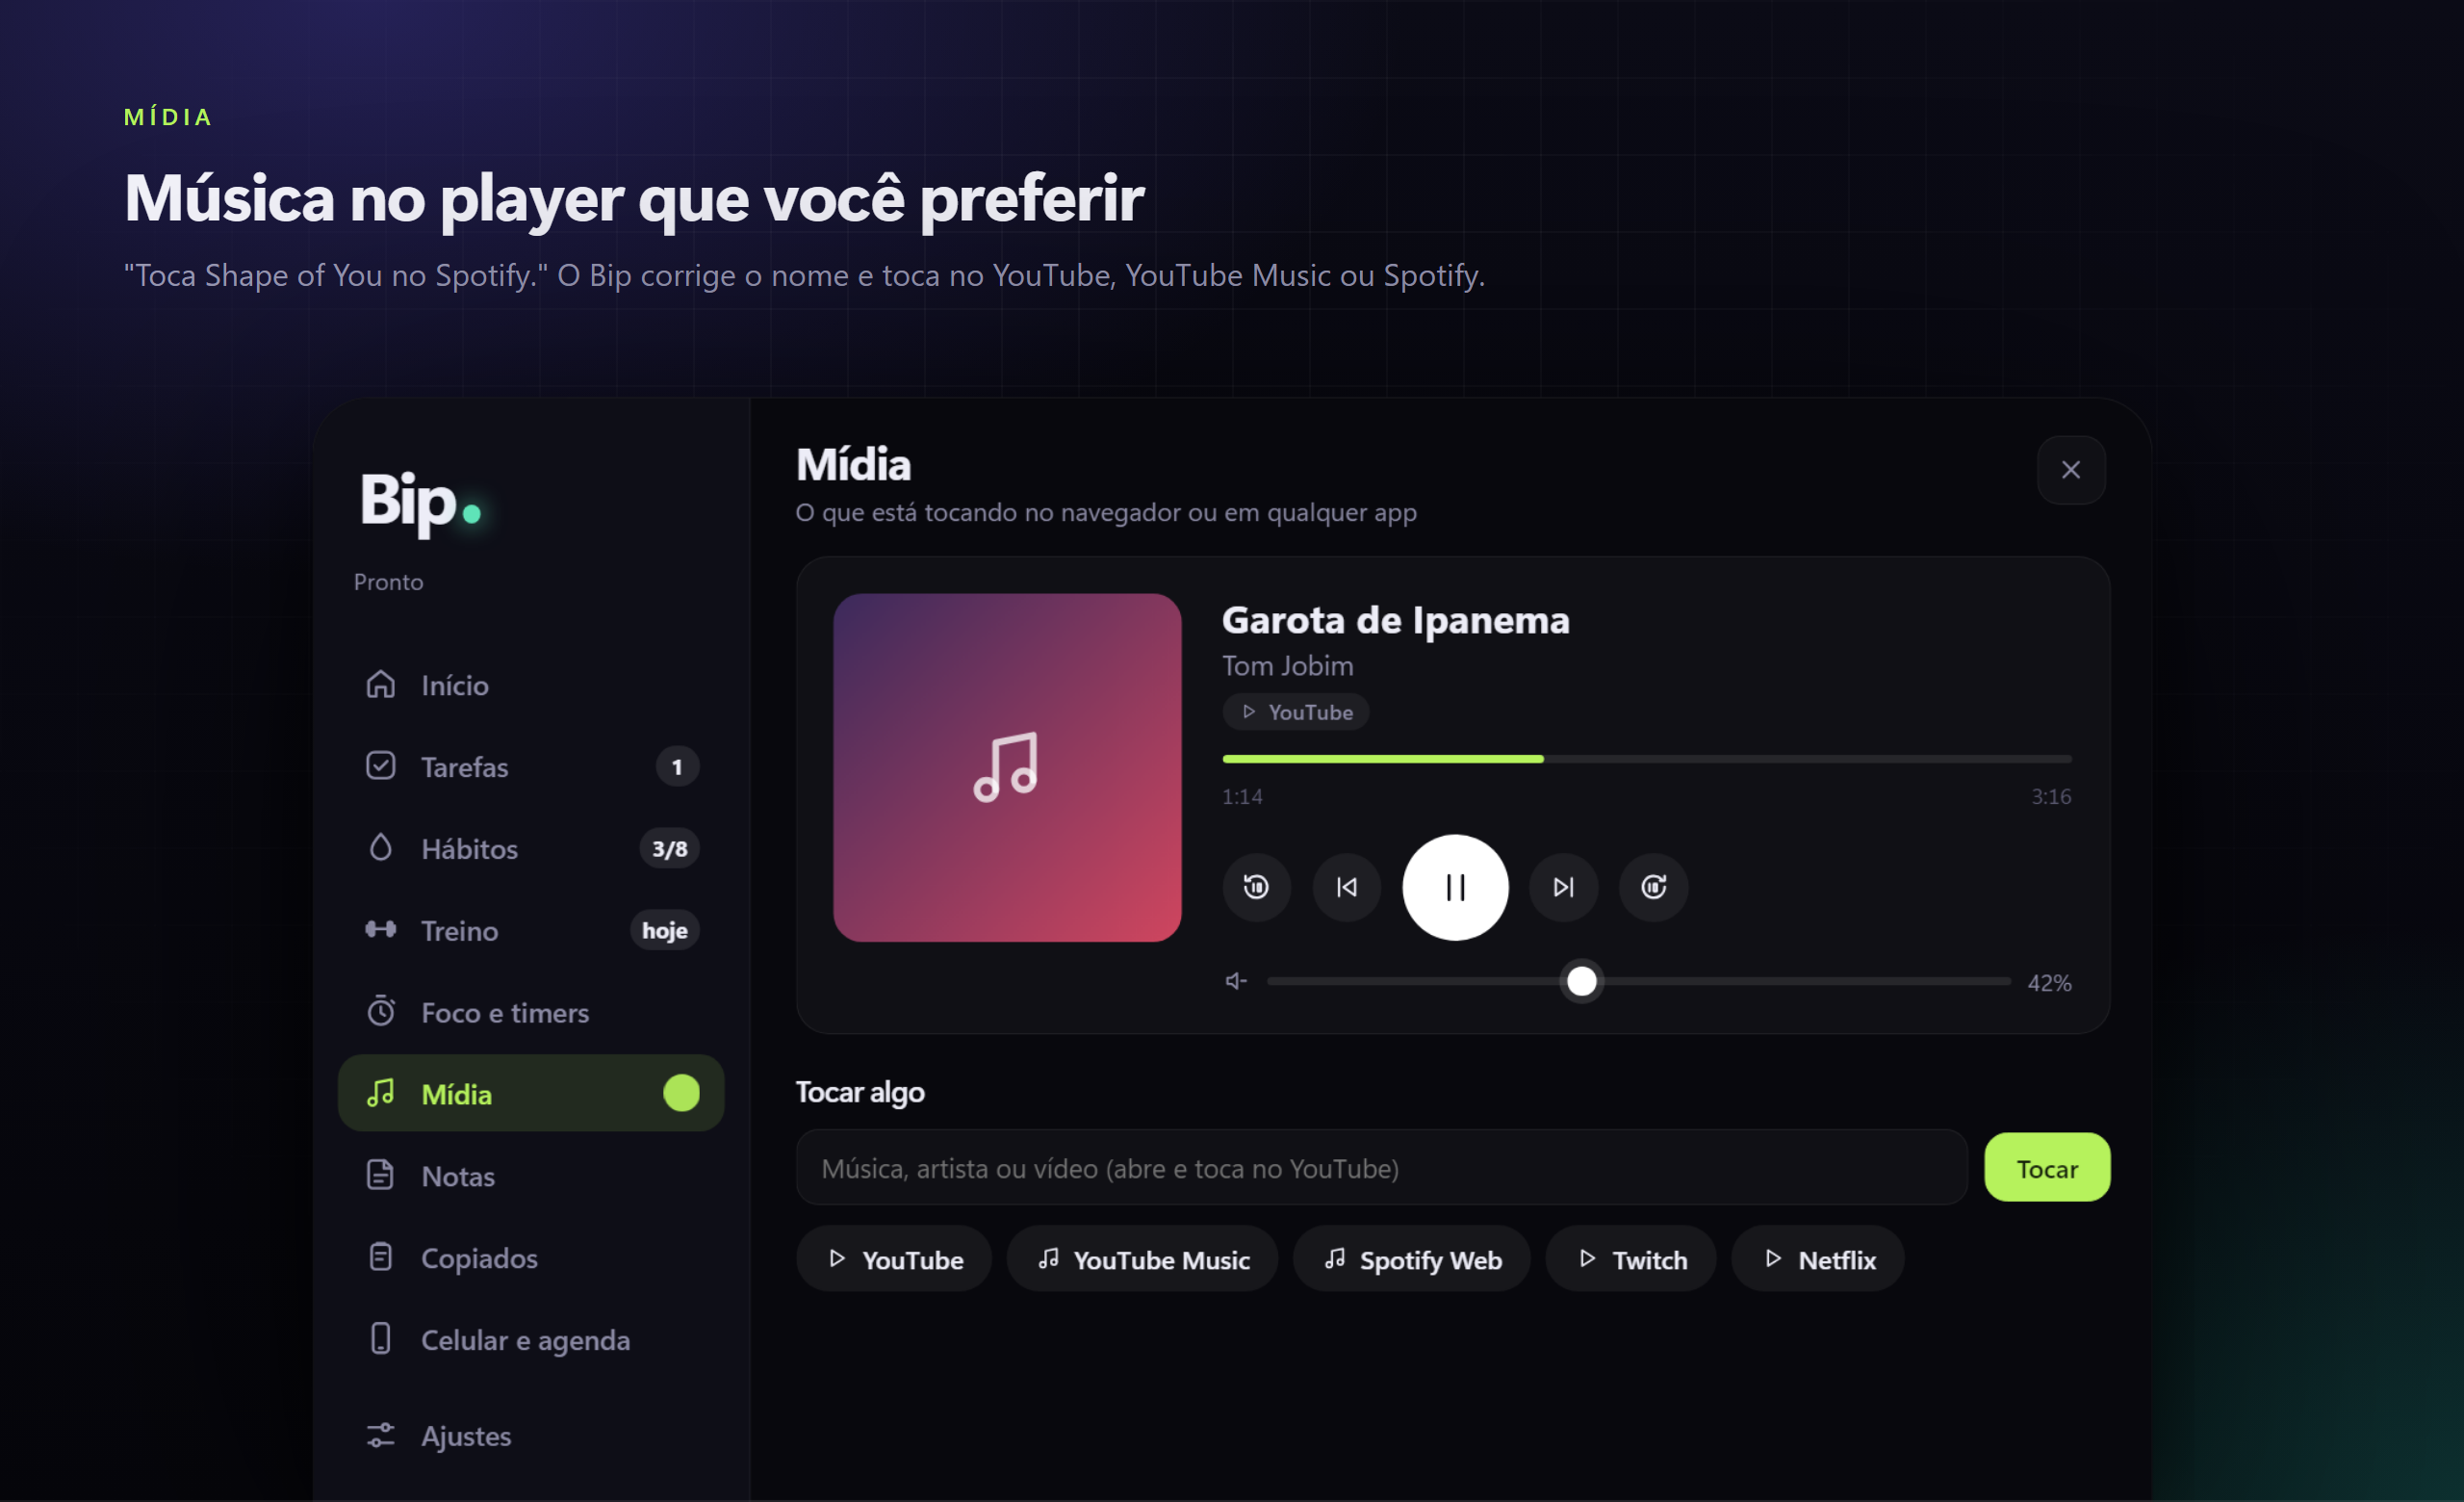 MÍDIA
Música no player que você preferir
"Toca Shape of You no Spotify." O Bip corrige o nome e toca no YouTube, YouTube Music ou Spotify.
Bip.
Pronto
Início
Tarefas 1
Hábitos 3/8
Treino hoje
Foco e timers
Mídia
Notas
Copiados
Celular e agenda
Ajustes
Mídia
O que está tocando no navegador ou em qualquer app
Garota de Ipanema
Tom Jobim
YouTube
1:14 3:16
10 10
42%
Tocar algo
Música, artista ou vídeo (abre e toca no YouTube) Tocar
YouTube YouTube Music Spotify Web Twitch Netflix